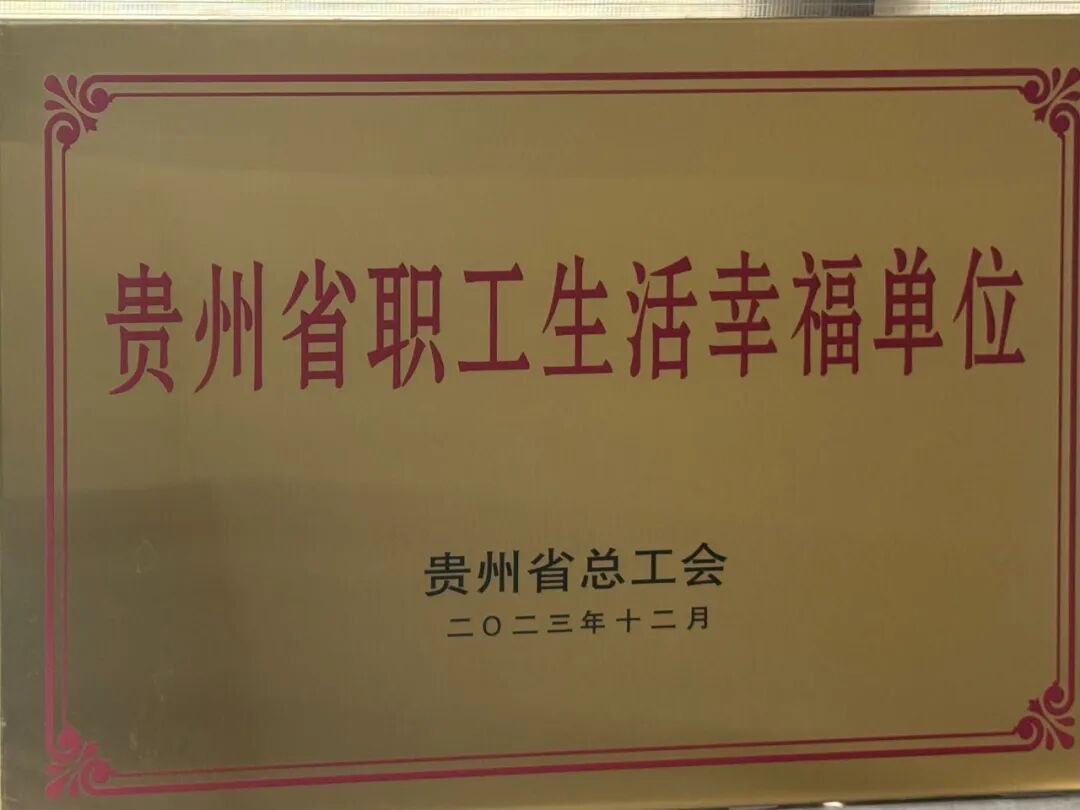 贵州省职工生活幸福单位
贵州省总工会
二〇二三年十二月